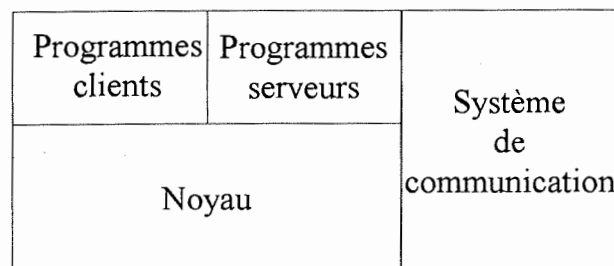 Programmes
clients
Programmes
serveurs
Système
de
communication
Noyau